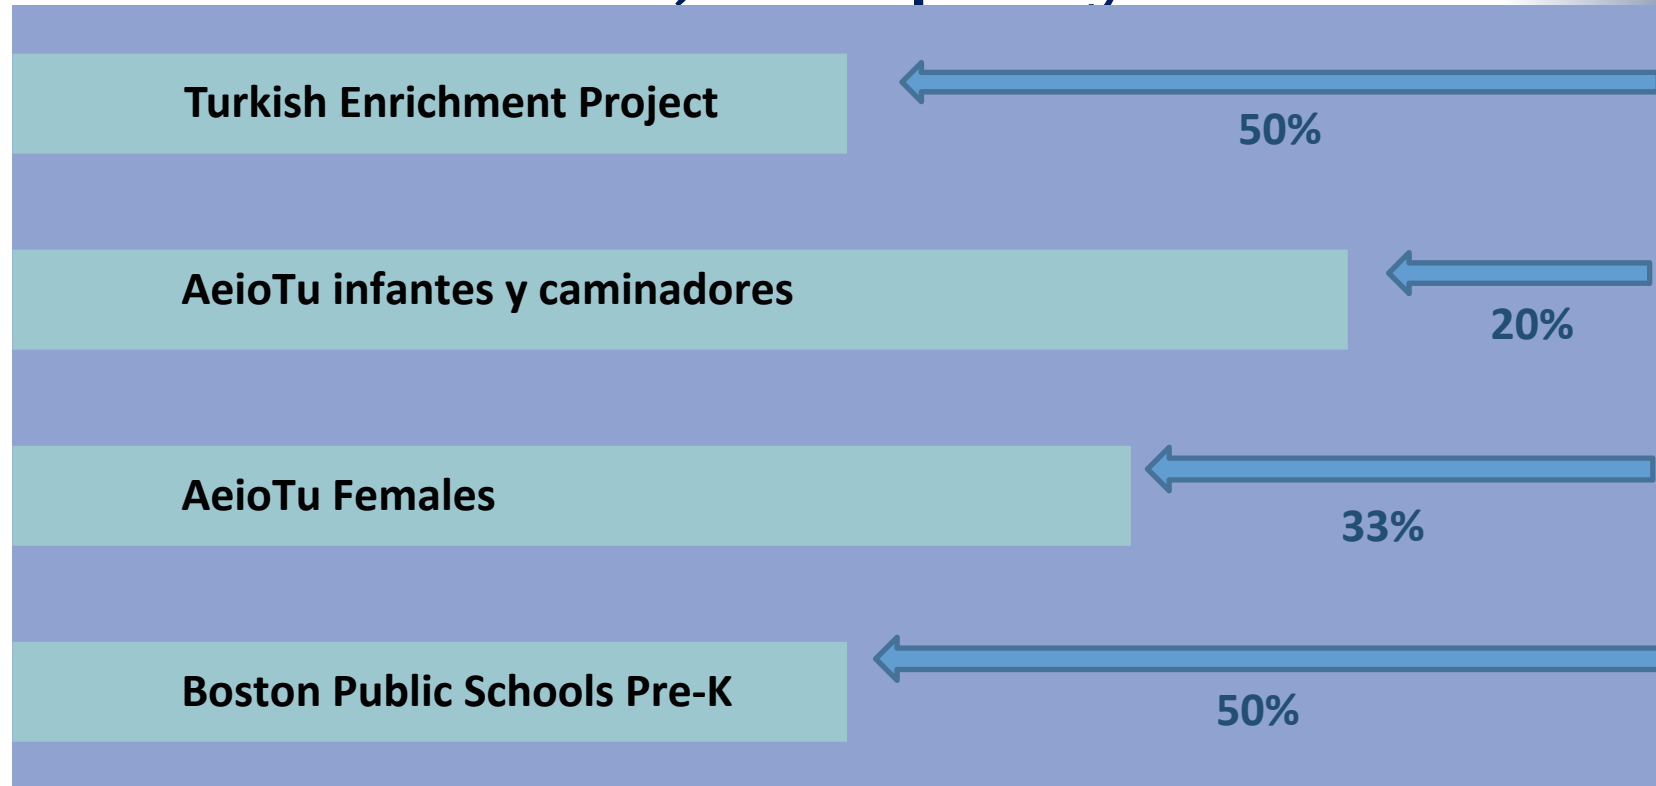 Turkish Enrichment Project
50%
AeioTu infantes y caminadores
20%
AeioTu Females
33%
Boston Public Schools Pre-K
50%